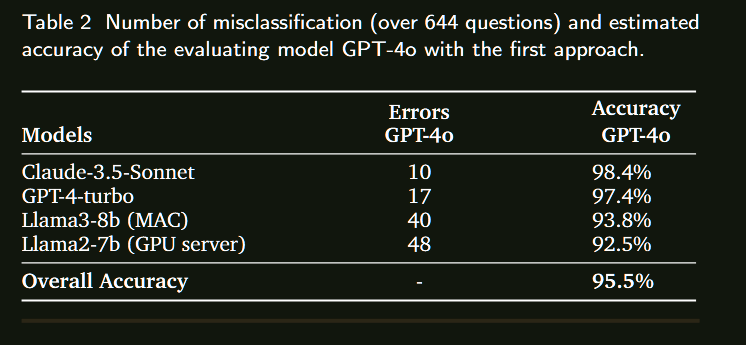 Table 2 Number of misclassification (over 644 questions) and estimated
accuracy of the evaluating model GPT-4o with the first approach.
Models Errors GPT-4o Accuracy GPT-4o
Claude-3.5-Sonnet 10 98.4%
GPT-4-turbo 17 97.4%
Llama3-8b (MAC) 40 93.8%
Llama2-7b (GPU server) 48 92.5%
Overall Accuracy - 95.5%